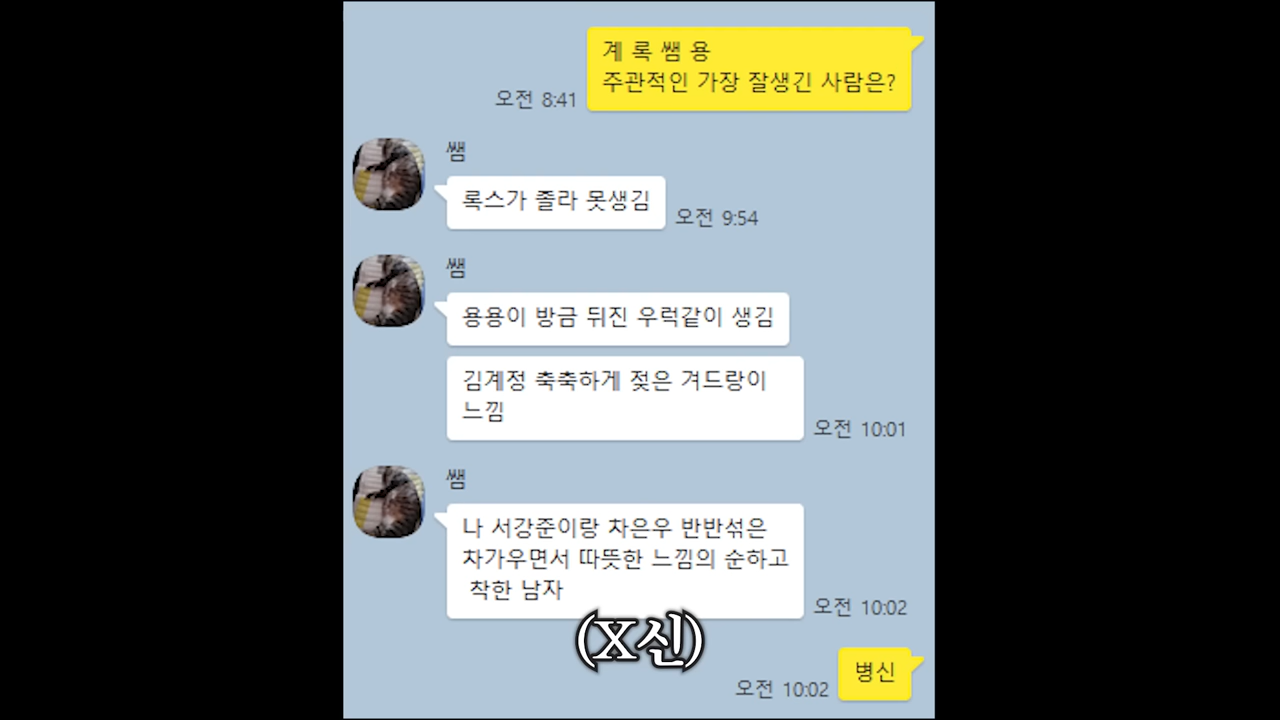 계 록 쌤 용
주관적인 가장 잘생긴 사람은?
오전 8:41
쌤
록스가 졸라 못생김
오전 9:54
쌤
용용이 방금 뒤진 우럭같이 생김
김계정 축축하게 젖은 겨드랑이
느낌
오전 10:01
쌤
나 서강준이랑 차은우 반반섞은
차가우면서 따뜻한 느낌의 순하고
착한 남자
오전 10:02
(X신)
병신
오전 10:02